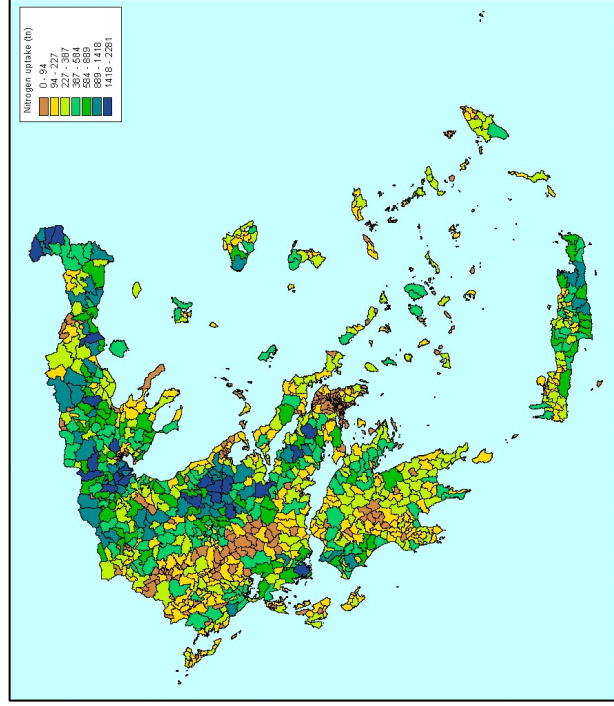 Nitrogen uptake (tn)
0 - 94
94 - 227
227 - 387
387 - 584
584 - 889
889 - 1418
1418 - 2281